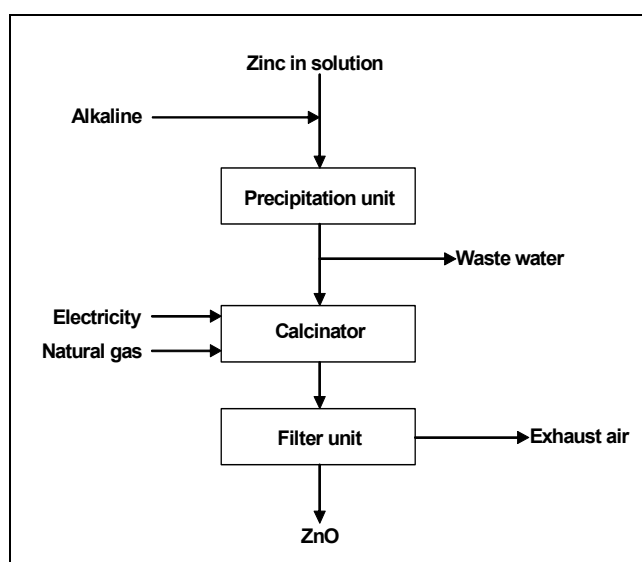 Zinc in solution
Alkaline
Precipitation unit
Waste water
Electricity
Calcinator
Natural gas
Filter unit
Exhaust air
ZnO